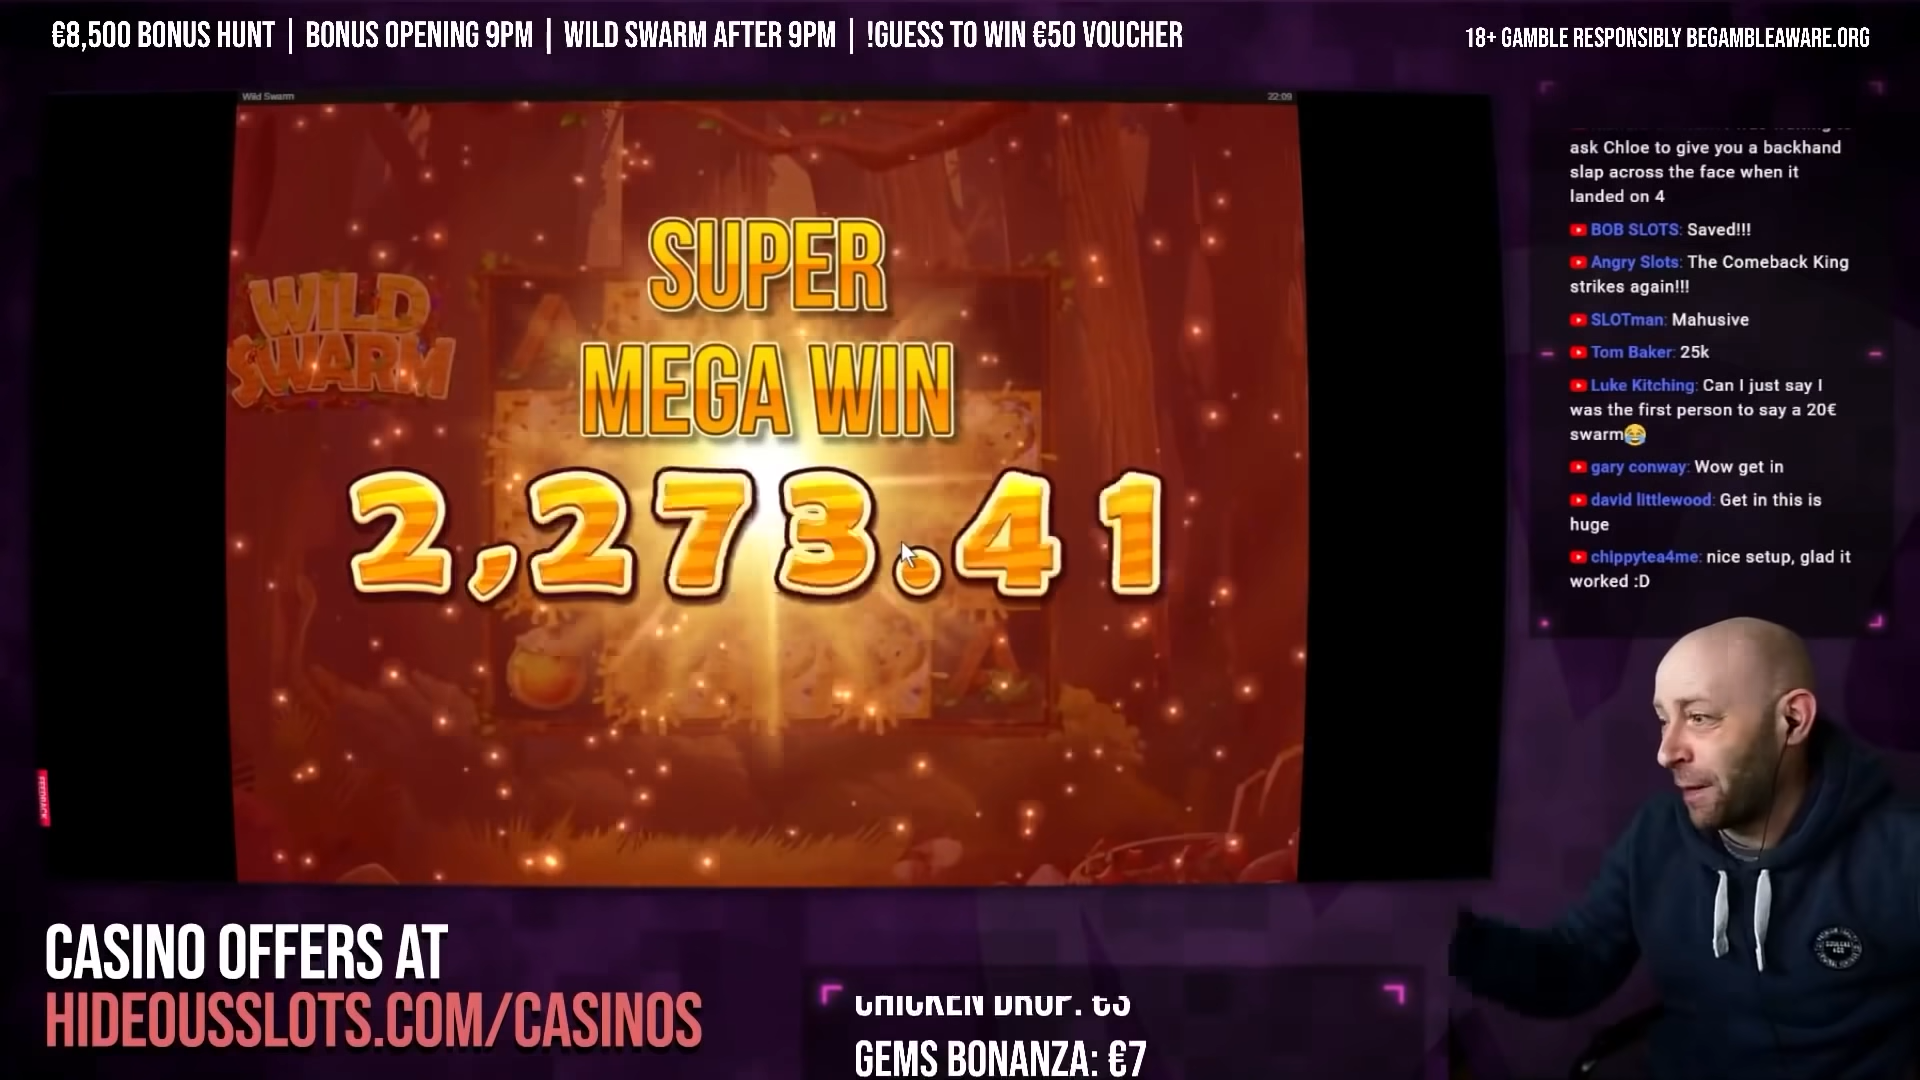 €8,500 BONUS HUNT | BONUS OPENING 9PM | WILD SWARM AFTER 9PM | !GUESS TO WIN €50 VOUCHER
18+ GAMBLE RESPONSIBLY BEGAMBLEAWARE.ORG
Wild Swarm
22:09
ask Chloe to give you a backhand
slap across the face when it
landed on 4
BOB SLOTS: Saved!!!
Angry Slots: The Comeback King
strikes again!!!
SLOTman: Mahusive
Tom Baker: 25k
Luke Kitching: Can I just say I
was the first person to say a 20€
swarm😂
gary conway: Wow get in
david littlewood: Get in this is
huge
chippytea4me: nice setup, glad it
worked :D
WILD
SWARM
SUPER
MEGA WIN
2,273.41
FEEDBACK
CASINO OFFERS AT
HIDEOUSSLOTS.COM/CASINOS
CHICKEN DROP: €3
GEMS BONANZA: €7